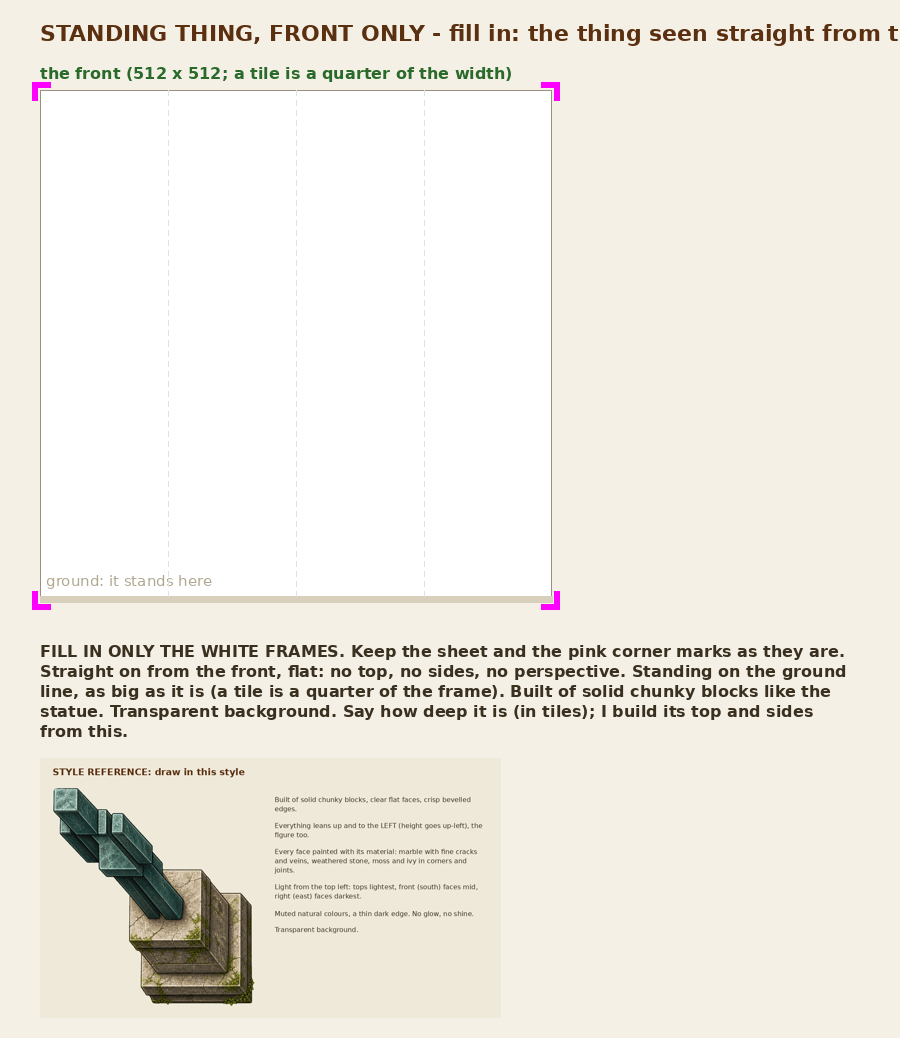 STANDING THING, FRONT ONLY - fill in: the thing seen straight from t
the front (512 x 512; a tile is a quarter of the width)
ground: it stands here
FILL IN ONLY THE WHITE FRAMES. Keep the sheet and the pink corner marks as they are.
Straight on from the front, flat: no top, no sides, no perspective. Standing on the ground
line, as big as it is (a tile is a quarter of the frame). Built of solid chunky blocks like the
statue. Transparent background. Say how deep it is (in tiles); I build its top and sides
from this.
STYLE REFERENCE: draw in this style
Built of solid chunky blocks, clear flat faces, crisp bevelled
edges.
Everything leans up and to the LEFT (height goes up-left), the
figure too.
Every face painted with its material: marble with fine cracks
and veins, weathered stone, moss and ivy in corners and
joints.
Light from the top left: tops lightest, front (south) faces mid,
right (east) faces darkest.
Muted natural colours, a thin dark edge. No glow, no shine.
Transparent background.